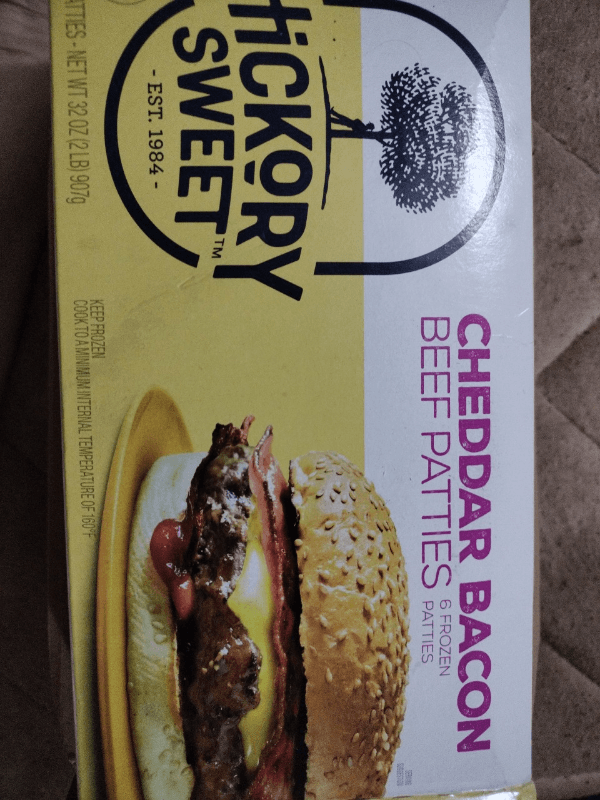 HICKORY
SWEET™
- EST. 1984 -
CHEDDAR BACON
BEEF PATTIES
6 FROZEN
PATTIES
KEEP FROZEN
COOK TO A MINIMUM INTERNAL TEMPERATURE OF 160°F
ATTIES - NET WT 32 OZ (2 LB) 907g